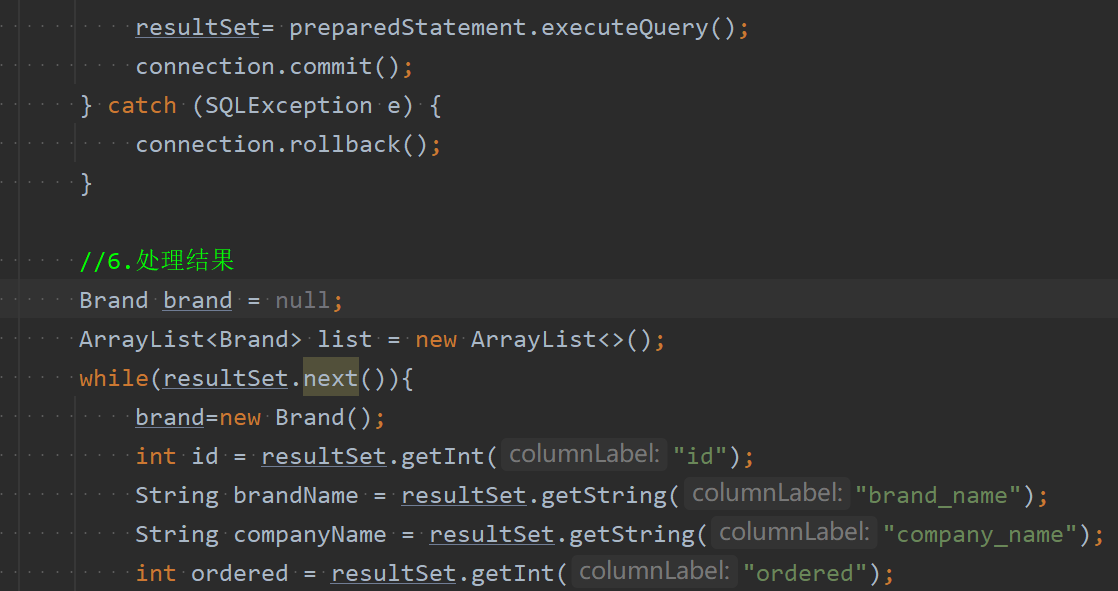 resultSet= preparedStatement.executeQuery();
connection.commit();
} catch (SQLException e) {
connection.rollback();
}
//6.处理结果
Brand brand = null;
ArrayList<Brand> list = new ArrayList<>();
while(resultSet.next()){
brand=new Brand();
int id = resultSet.getInt( columnLabel: "id");
String brandName = resultSet.getString( columnLabel: "brand_name");
String companyName = resultSet.getString( columnLabel: "company_name");
int ordered = resultSet.getInt( columnLabel: "ordered");